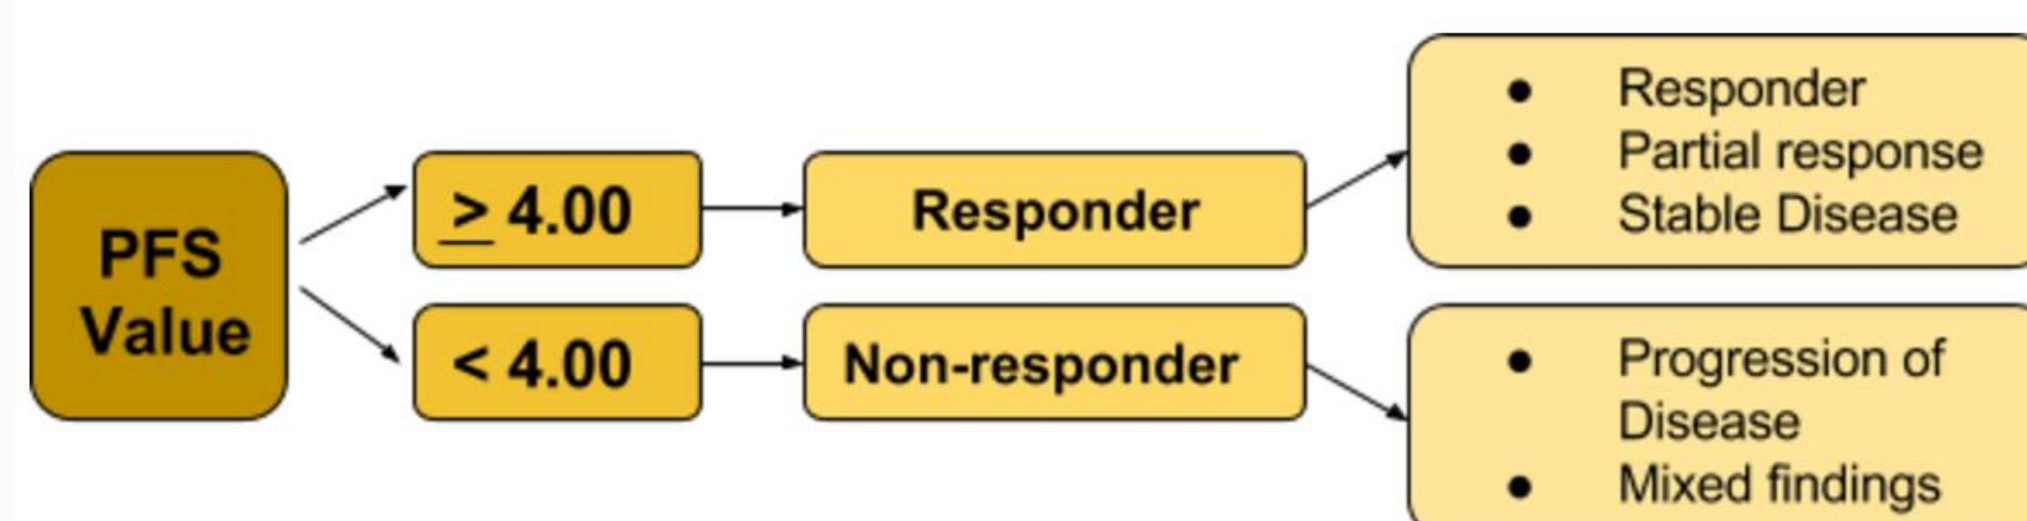 PFS
Value
> 4.00
Responder
● Responder
● Partial response
● Stable Disease
< 4.00
Non-responder
● Progression of
Disease
● Mixed findings